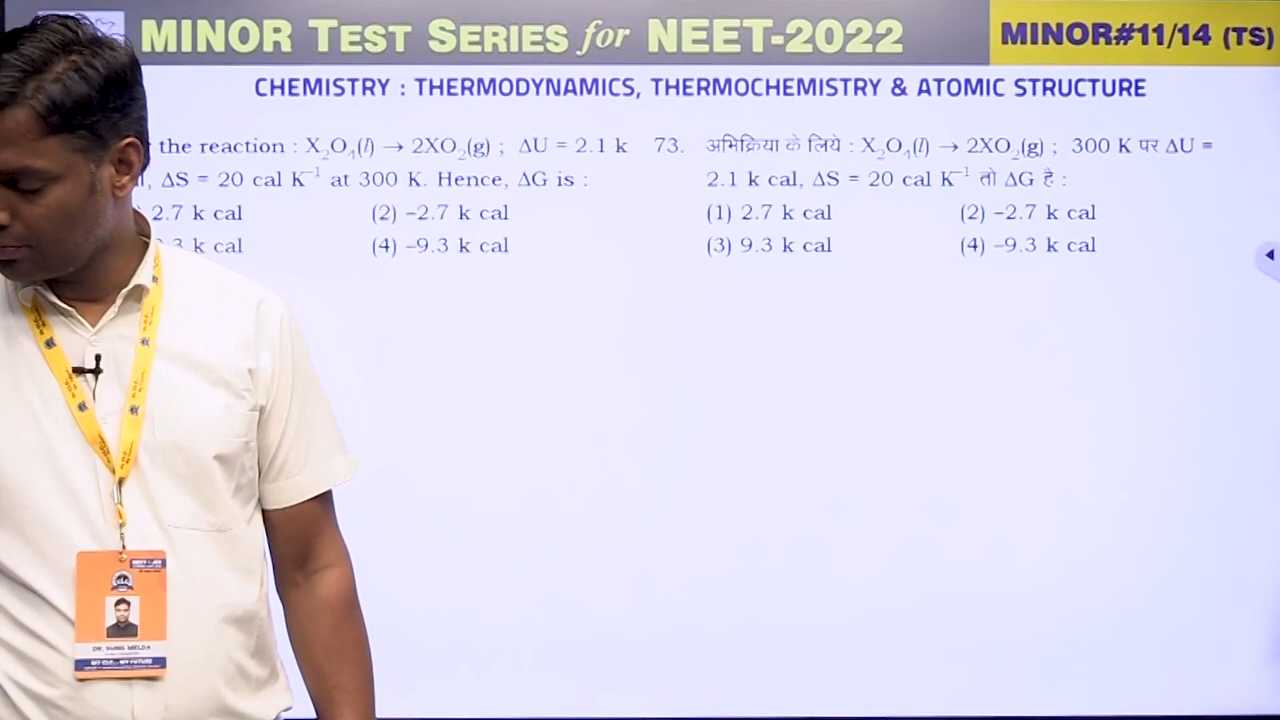 MINOR TEST SERIES for NEET-2022
MINOR#11/14 (TS)
CHEMISTRY : THERMODYNAMICS, THERMOCHEMISTRY & ATOMIC STRUCTURE
the reaction : X₂O₄(l) → 2XO₂(g) ; ΔU = 2.1 k
, ΔS = 20 cal K⁻¹ at 300 K. Hence, ΔG is :
2.7 k cal (2) –2.7 k cal
.3 k cal (4) –9.3 k cal
73. अभिक्रिया के लिये : X₂O₄(l) → 2XO₂(g) ; 300 K पर ΔU =
2.1 k cal, ΔS = 20 cal K⁻¹ तो ΔG है :
(1) 2.7 k cal (2) –2.7 k cal
(3) 9.3 k cal (4) –9.3 k cal